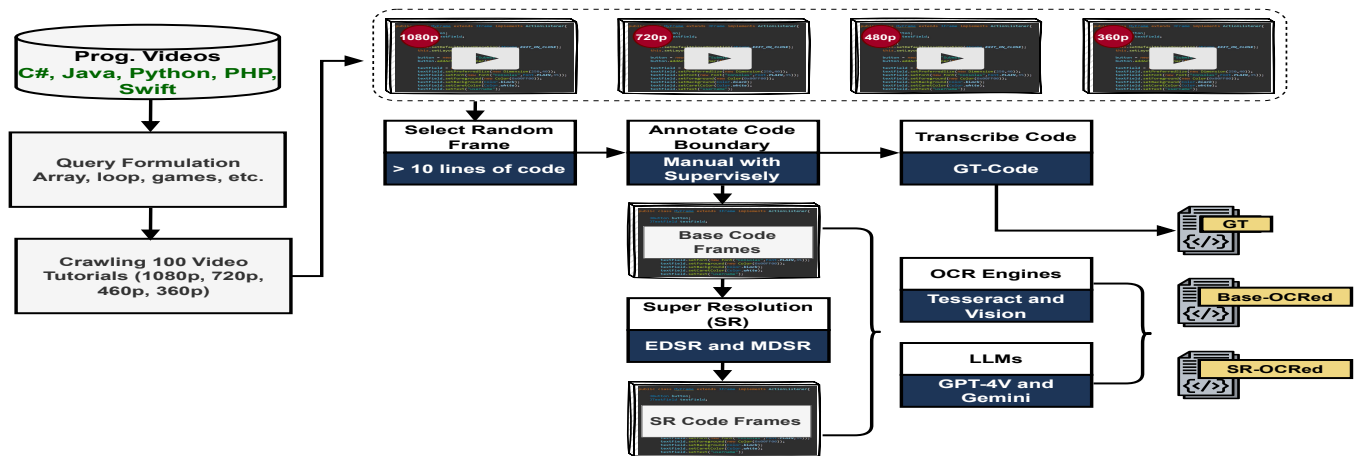 Prog. Videos
C#, Java, Python, PHP,
Swift
Query Formulation
Array, loop, games, etc.
Crawling 100 Video
Tutorials (1080p, 720p,
460p, 360p)
1080p
720p
480p
360p
Select Random
Frame
> 10 lines of code
Annotate Code
Boundary
Manual with
Supervisely
Transcribe Code
GT-Code
Base Code
Frames
Super Resolution
(SR)
EDSR and MDSR
SR Code Frames
OCR Engines
Tesseract and
Vision
LLMs
GPT-4V and
Gemini
GT
Base-OCRed
SR-OCRed